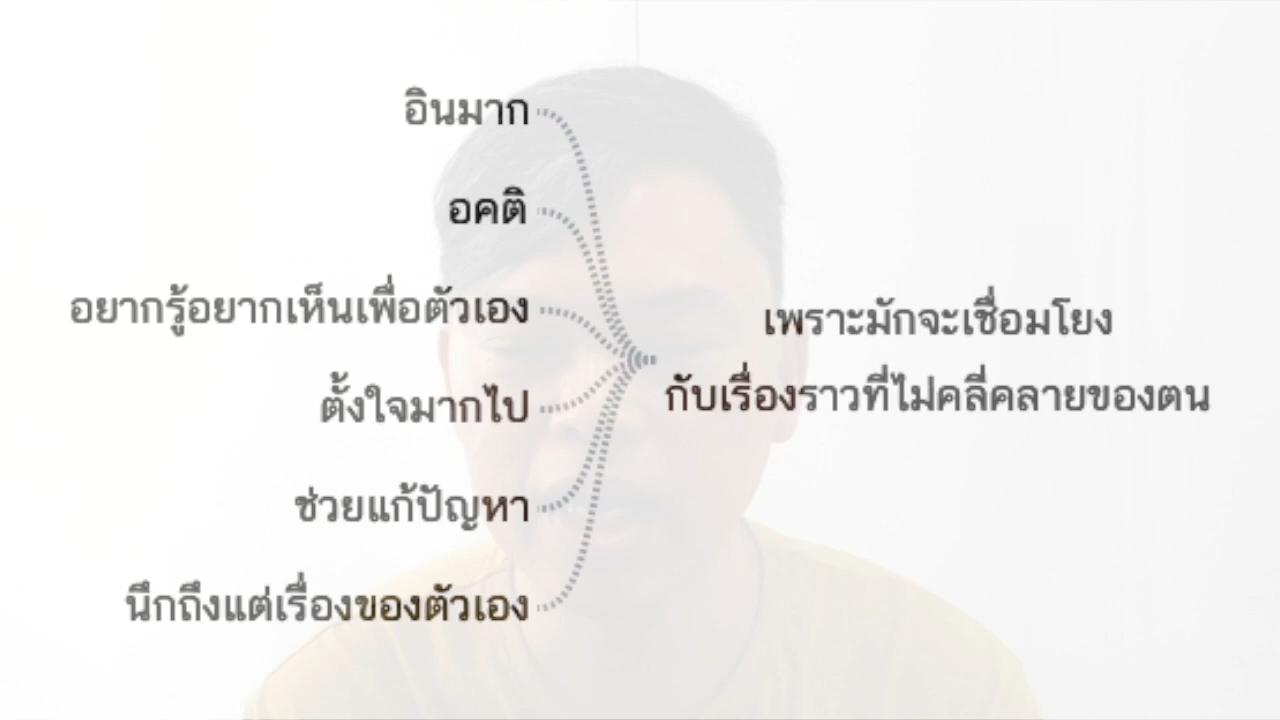 อินมาก
อคติ
อยากรู้อยากเห็นเพื่อตัวเอง
ตั้งใจมากไป
ช่วยแก้ปัญหา
นึกถึงแต่เรื่องของตัวเอง
เพราะมักจะเชื่อมโยง
กับเรื่องราวที่ไม่คลี่คลายของตน